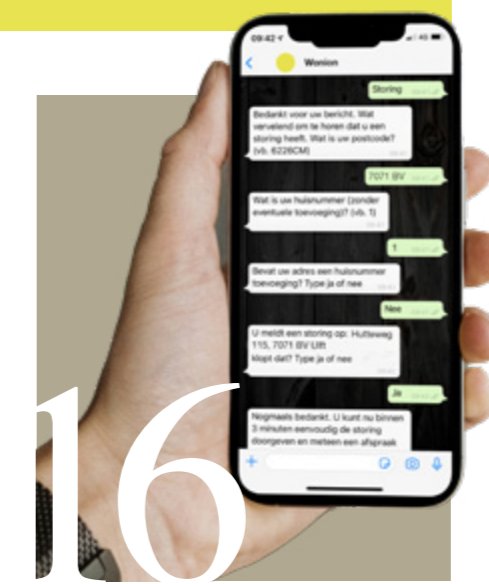 09:42
4G
Wonion
Storing
Bedankt voor uw bericht. Wat
vervelend om te horen dat u een
storing heeft. Wat is uw postcode?
(vb. 6226CM)
7071 BV
Wat is uw huisnummer (zonder
eventuele toevoeging)? (vb. 1)
1
Bevat uw adres een huisnummer
toevoeging? Type ja of nee
Nee
U meldt een storing op: Hutteweg
115, 7071 BV Ulft
klopt dat? Type ja of nee
Ja
Nogmaals bedankt. U kunt nu binnen
3 minuten eenvoudig de storing
doorgeven en meteen een afspraak
16